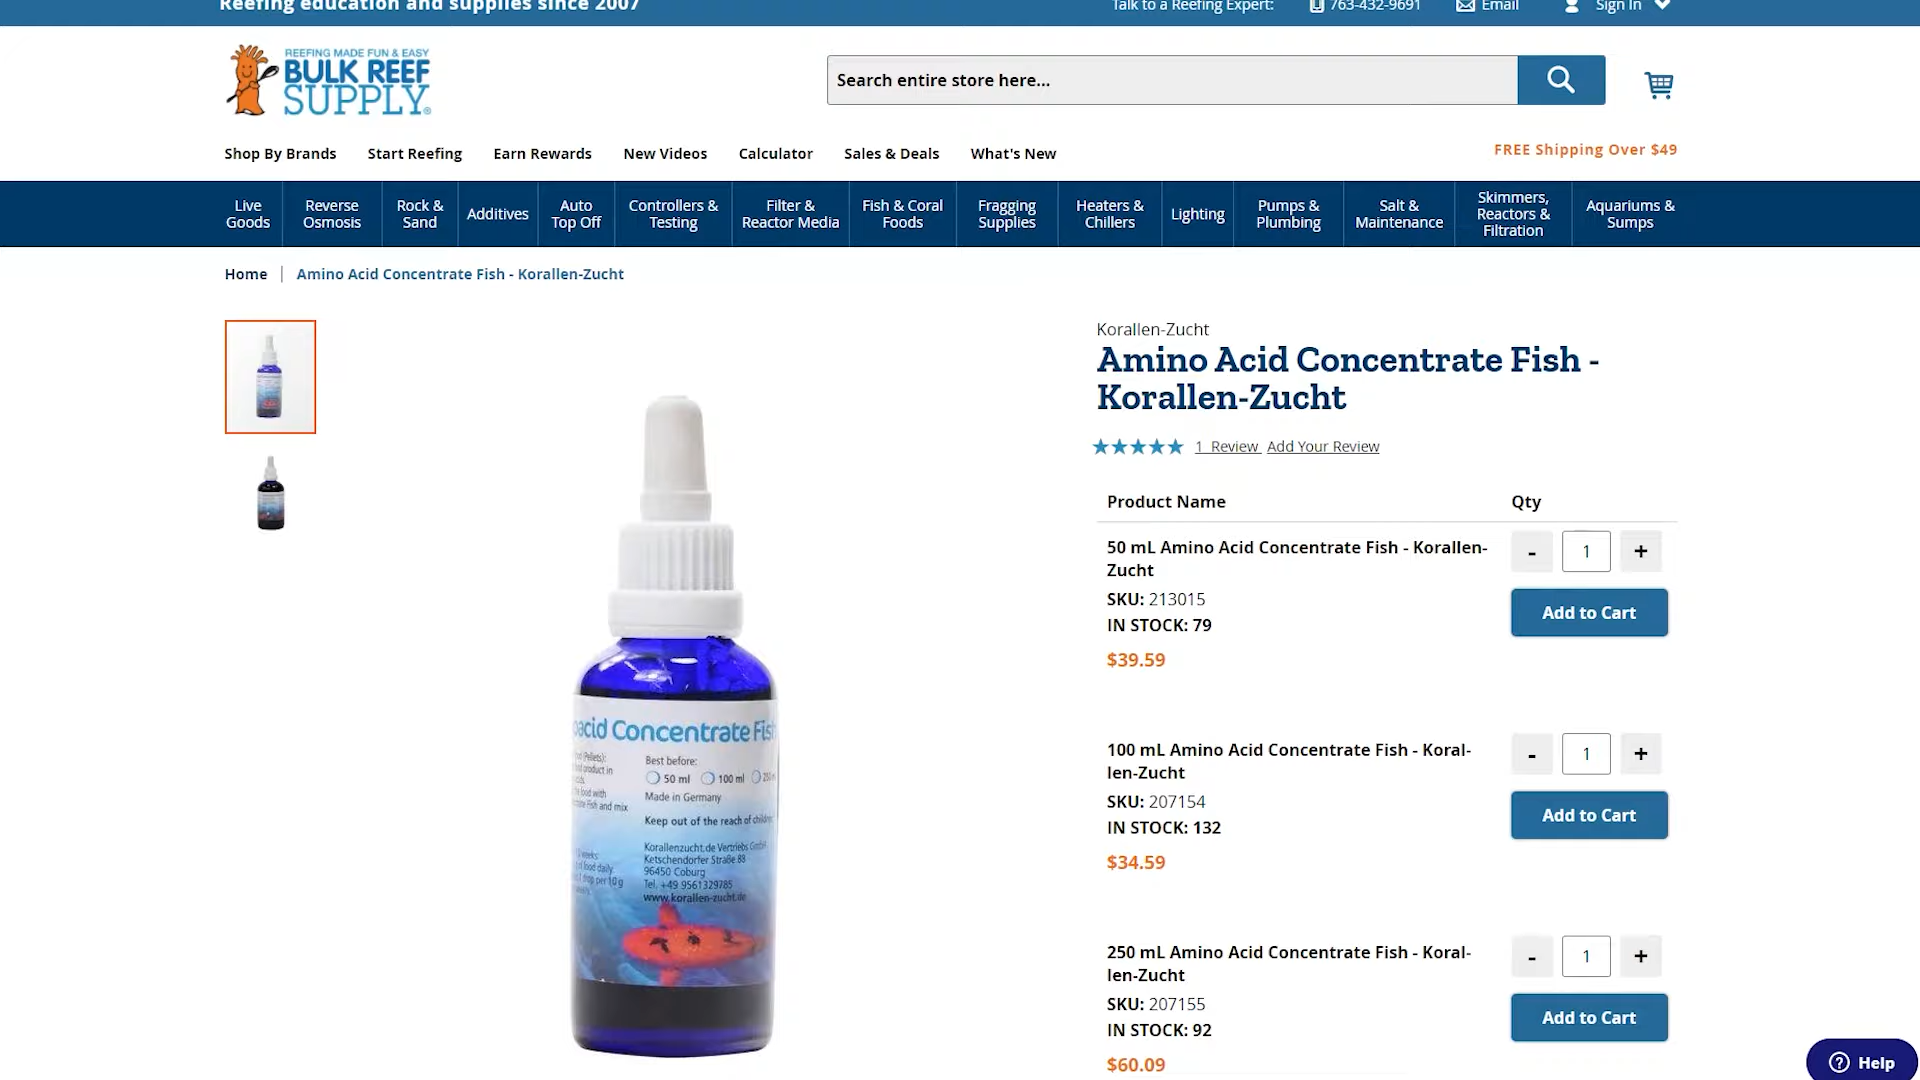 Reefing education and supplies since 2007
Talk to a Reefing Expert: 763-432-9691 Email Sign In
REEFING MADE FUN & EASY
BULK REEF
SUPPLY®
Search entire store here...
Shop By Brands Start Reefing Earn Rewards New Videos Calculator Sales & Deals What's New
FREE Shipping Over $49
Live Goods
Reverse Osmosis
Rock & Sand
Additives
Auto Top Off
Controllers & Testing
Filter & Reactor Media
Fish & Coral Foods
Fragging Supplies
Heaters & Chillers
Lighting
Pumps & Plumbing
Salt & Maintenance
Skimmers, Reactors & Filtration
Aquariums & Sumps
Home | Amino Acid Concentrate Fish - Korallen-Zucht
oacid Concentrate Fish
Best before:
50 ml 100 ml 250 m
Made in Germany
Keep out of the reach of children
Korallenzucht.de Vertriebs GmbH
Ketschendorfer Straße 88
96450 Coburg
Tel. +49 9561329785
www.korallen-zucht.de
Korallen-Zucht
Amino Acid Concentrate Fish -
Korallen-Zucht
1 Review Add Your Review
Product Name Qty
50 mL Amino Acid Concentrate Fish - Korallen-
Zucht
SKU: 213015
IN STOCK: 79
$39.59
- 1 +
Add to Cart
100 mL Amino Acid Concentrate Fish - Koral-
len-Zucht
SKU: 207154
IN STOCK: 132
$34.59
- 1 +
Add to Cart
250 mL Amino Acid Concentrate Fish - Koral-
len-Zucht
SKU: 207155
IN STOCK: 92
$60.09
- 1 +
Add to Cart
Help